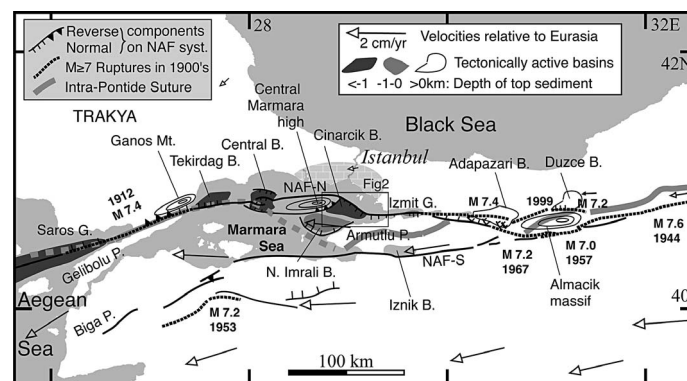 28
32E
Reverse components
Normal on NAF syst.
M≥7 Ruptures in 1900's
Intra-Pontide Suture
Velocities relative to Eurasia
2 cm/yr
Tectonically active basins
<-1 -1-0 >0km: Depth of top sediment
42N
TRAKYA
Central
Marmara
high
Black Sea
Ganos Mt.
Tekirdag B.
Central B.
Cinarcik B.
Istanbul
Adapazari B.
Duzce B.
1912
M 7.4
NAF-N
Fig2
Izmit G.
M 7.4
1999
M 7.2
Saros G.
Gelibolu P.
Marmara
Sea
Armutlu P.
M 7.6
1944
N. Imrali B.
NAF-S
M 7.2
1967
M 7.0
1957
Aegean
Sea
Biga P.
M 7.2
1953
Iznik B.
Almacik
massif
40
100 km